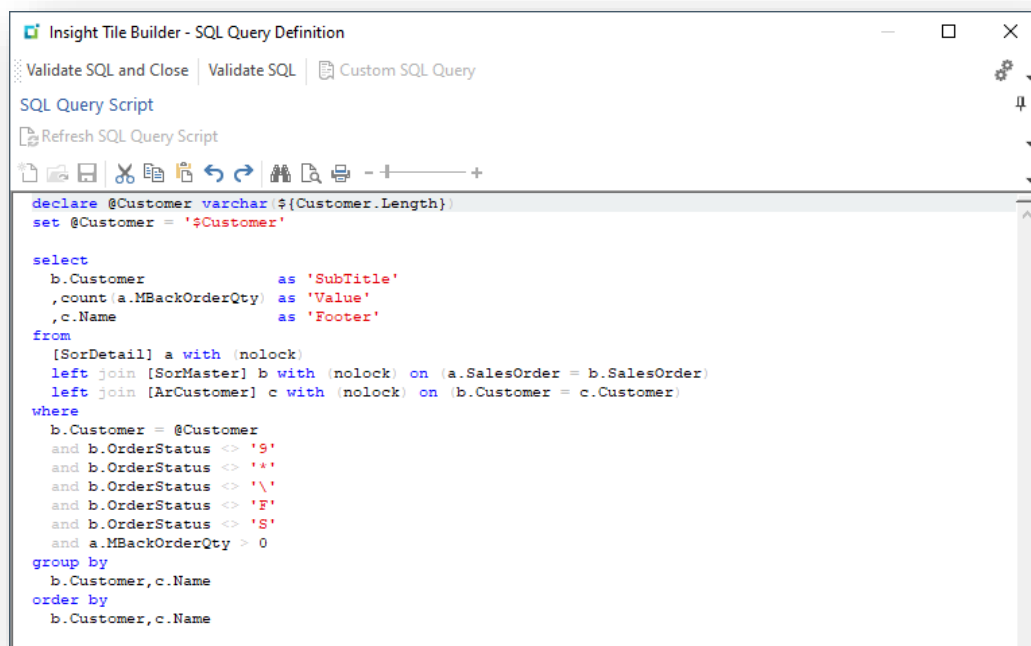 Insight Tile Builder - SQL Query Definition
Validate SQL and Close Validate SQL Custom SQL Query
SQL Query Script
Refresh SQL Query Script
declare @Customer varchar(${Customer.Length})
set @Customer = '$Customer'
select
b.Customer as 'SubTitle'
,count(a.MBackOrderQty) as 'Value'
,c.Name as 'Footer'
from
[SorDetail] a with (nolock)
left join [SorMaster] b with (nolock) on (a.SalesOrder = b.SalesOrder)
left join [ArCustomer] c with (nolock) on (b.Customer = c.Customer)
where
b.Customer = @Customer
and b.OrderStatus <> '9'
and b.OrderStatus <> '*'
and b.OrderStatus <> '\'
and b.OrderStatus <> 'F'
and b.OrderStatus <> 'S'
and a.MBackOrderQty > 0
group by
b.Customer,c.Name
order by
b.Customer,c.Name